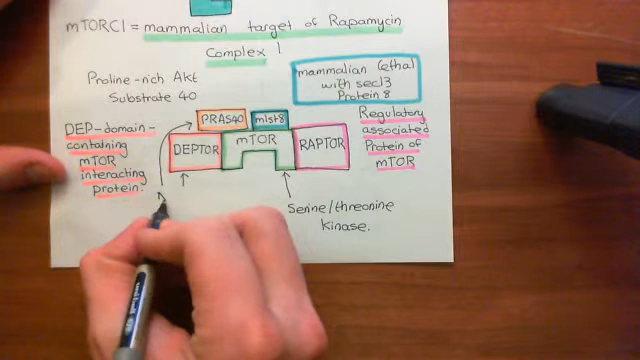 mTORC1 = mammalian target of Rapamycin
Complex 1
Proline-rich Akt
Substrate 40
mammalian lethal
with sec13
Protein 8
PRAS40
mlst8
DEP-domain-
containing
mTOR
interacting
protein.
DEPTOR
mTOR
RAPTOR
Regulatory
associated
Protein of
mTOR
Serine/threonine
kinase.